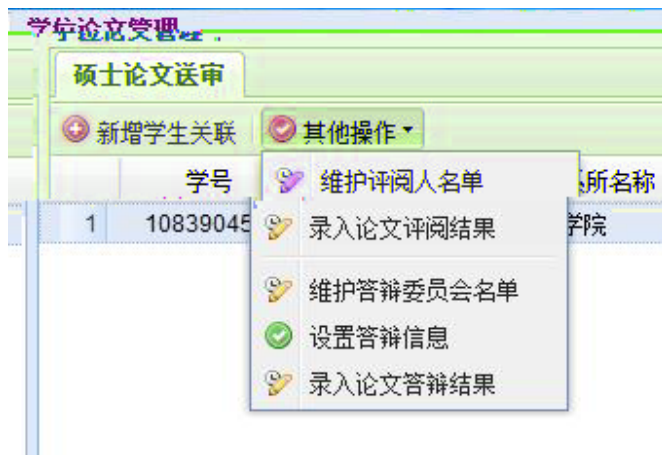 学位论文管理
硕士论文送审
新增学生关联 其他操作
学号 所名称
1 10839045 学院
维护评阅人名单
录入论文评阅结果
维护答辩委员会名单
设置答辩信息
录入论文答辩结果